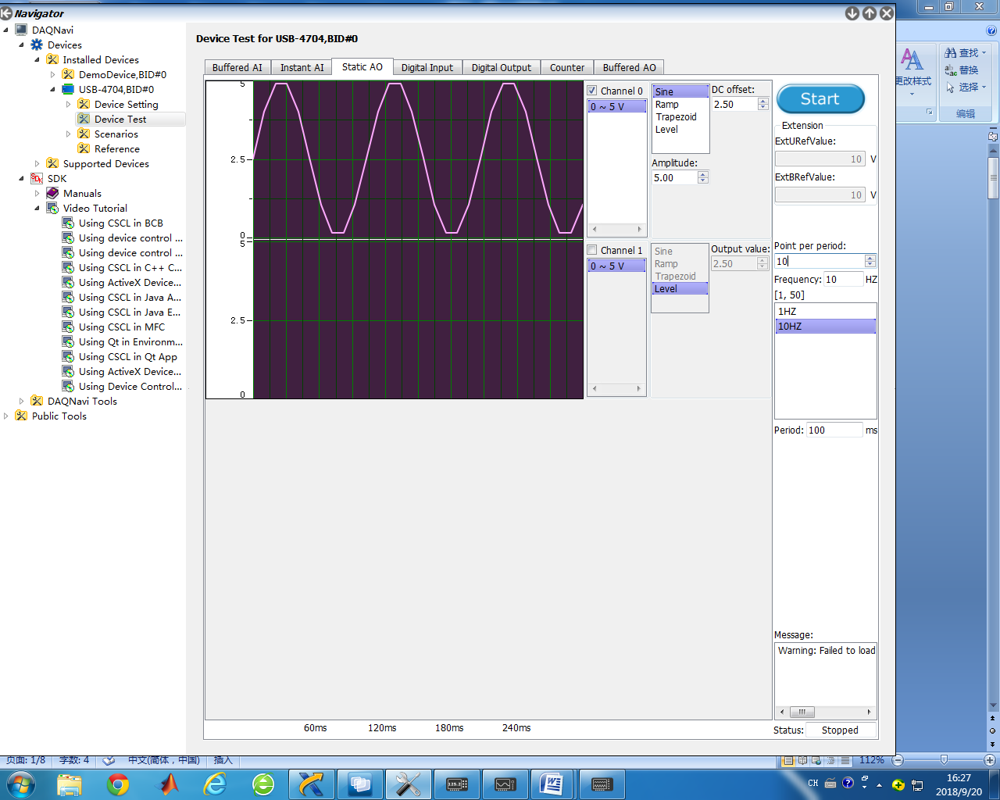 Navigator
DAQNavi
Devices
Installed Devices
DemoDevice,BID#0
USB-4704,BID#0
Device Setting
Device Test
Scenarios
Reference
Supported Devices
SDK
Manuals
Video Tutorial
Using CSCL in BCB
Using device control ...
Using device control ...
Using CSCL in C++ C...
Using ActiveX Device...
Using CSCL in Java A...
Using CSCL in Java E...
Using CSCL in MFC
Using Qt in Environm...
Using CSCL in Qt App
Using ActiveX Device...
Using Device Control...
DAQNavi Tools
Public Tools
Device Test for USB-4704,BID#0
Buffered AI
Instant AI
Static AO
Digital Input
Digital Output
Counter
Buffered AO
5
2.5
0
5
2.5
0
60ms
120ms
180ms
240ms
Channel 0
0 ~ 5 V
Sine
Ramp
Trapezoid
Level
DC offset:
2.50
Amplitude:
5.00
Channel 1
0 ~ 5 V
Sine
Ramp
Trapezoid
Level
Output value:
2.50
Start
Extension
ExtURefValue:
10 V
ExtBRefValue:
10 V
Point per period:
10
Frequency: 10 HZ
[1, 50]
1HZ
10HZ
Period: 100 ms
Message:
Warning: Failed to load
Status: Stopped
查找
替换
选择
编辑
更改样式
页面: 1/8
字数: 4
中文(简体，中国)
插入
112%
125.2
CH
16:27
2018/9/20